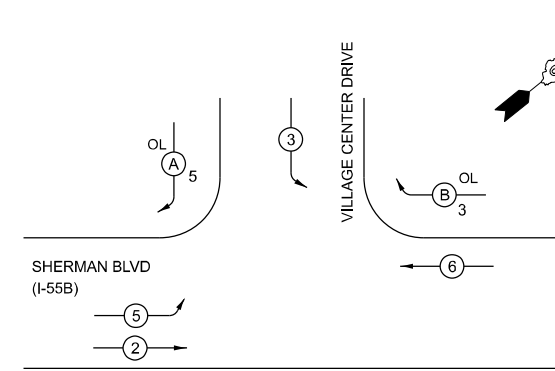 VILLAGE CENTER DRIVE
OL
A
5
3
OL
B
3
6
SHERMAN BLVD
(I-55B)
5
2